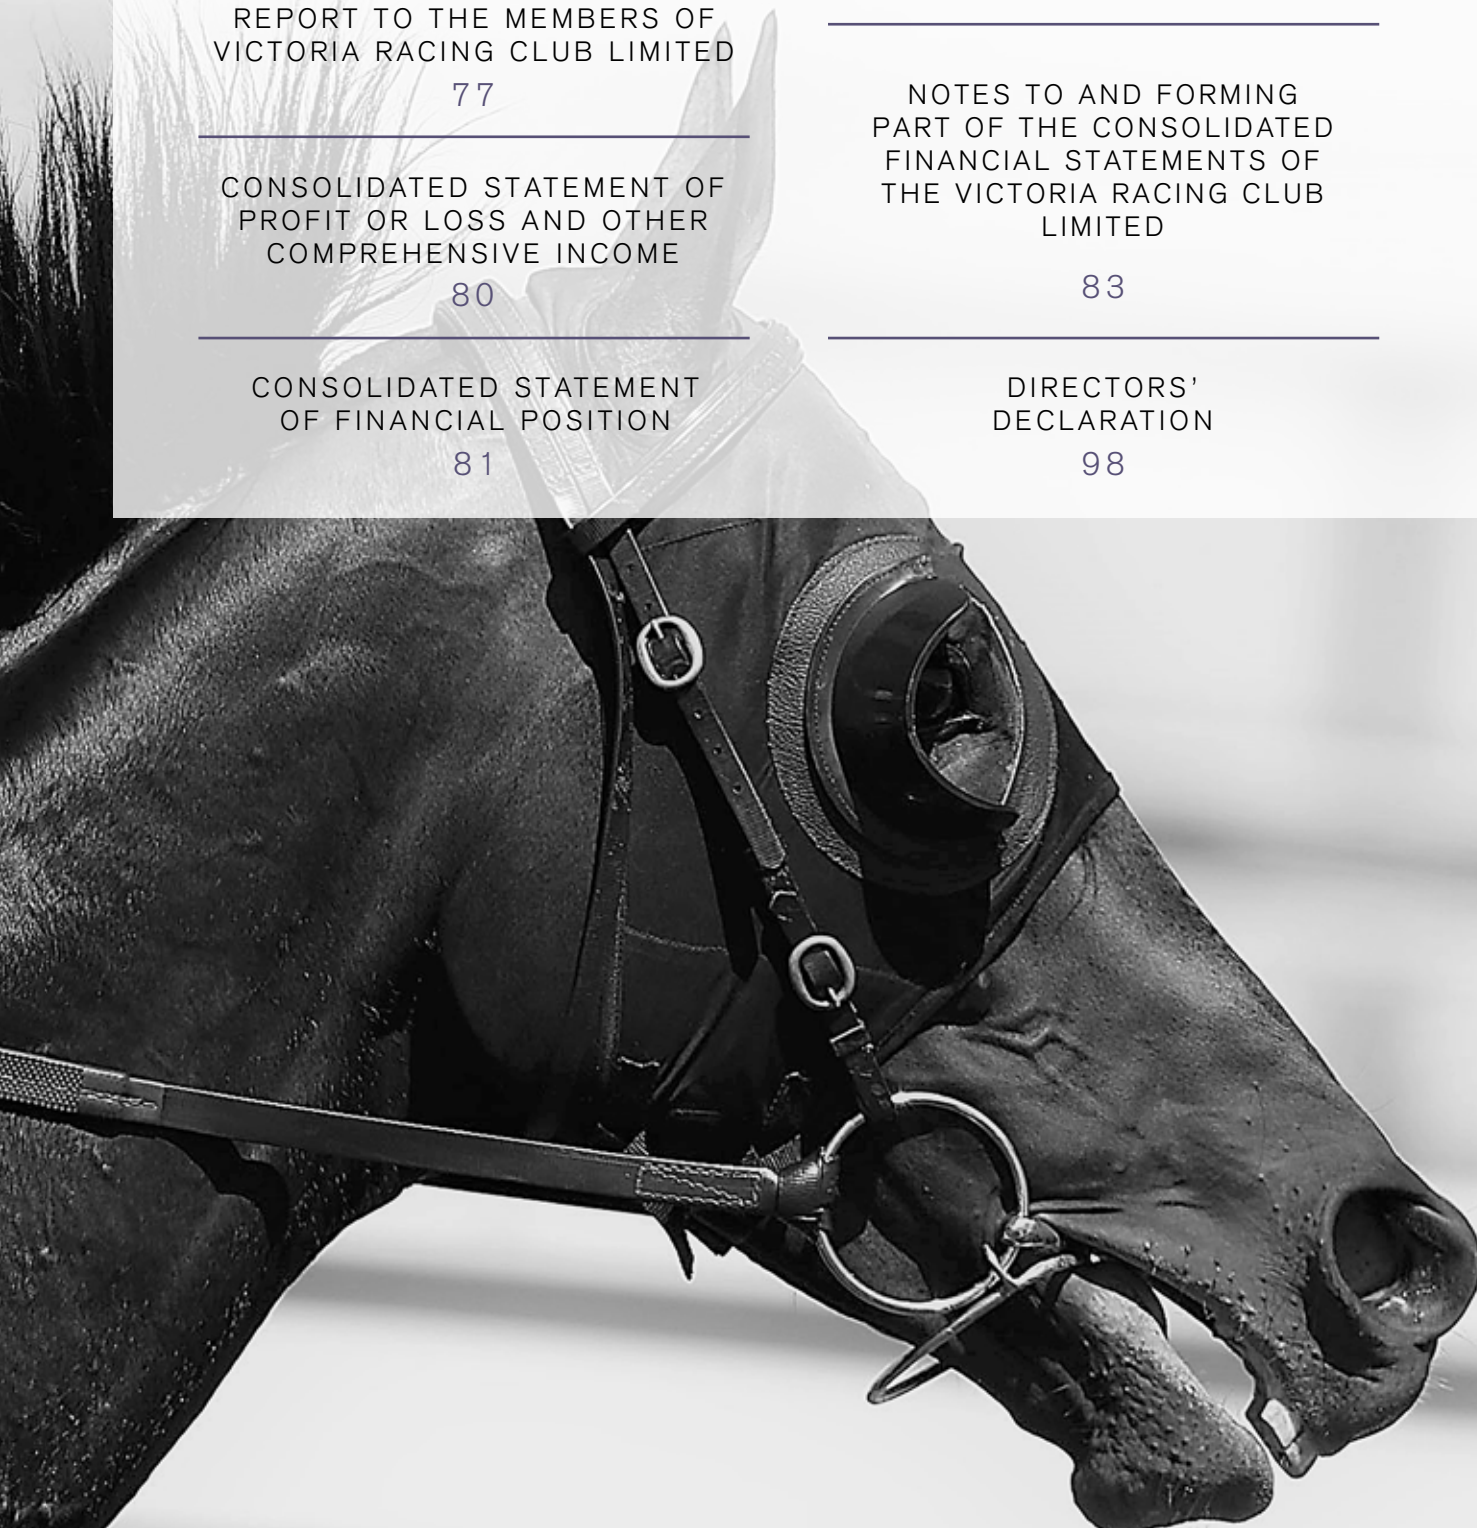 REPORT TO THE MEMBERS OF
VICTORIA RACING CLUB LIMITED
77
CONSOLIDATED STATEMENT OF
PROFIT OR LOSS AND OTHER
COMPREHENSIVE INCOME
80
CONSOLIDATED STATEMENT
OF FINANCIAL POSITION
81
NOTES TO AND FORMING
PART OF THE CONSOLIDATED
FINANCIAL STATEMENTS OF
THE VICTORIA RACING CLUB
LIMITED
83
DIRECTORS’
DECLARATION
98